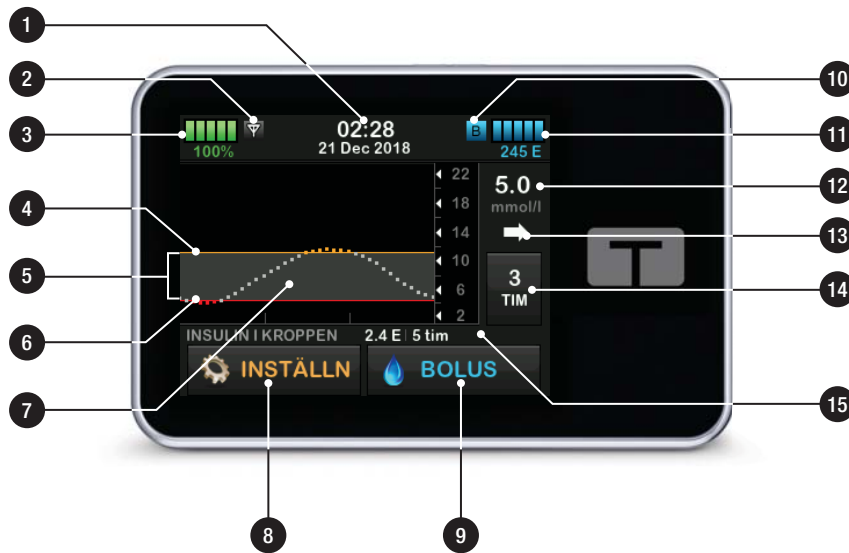 1
2
3
4
5
6
7
8
9
10
11
12
13
14
15
02:28
21 Dec 2018
100%
B
245 E
22
18
14
10
6
2
5.0
mmol/l
3
TIM
INSULIN I KROPPEN 2.4 E | 5 tim
INSTÄLLN
BOLUS
T